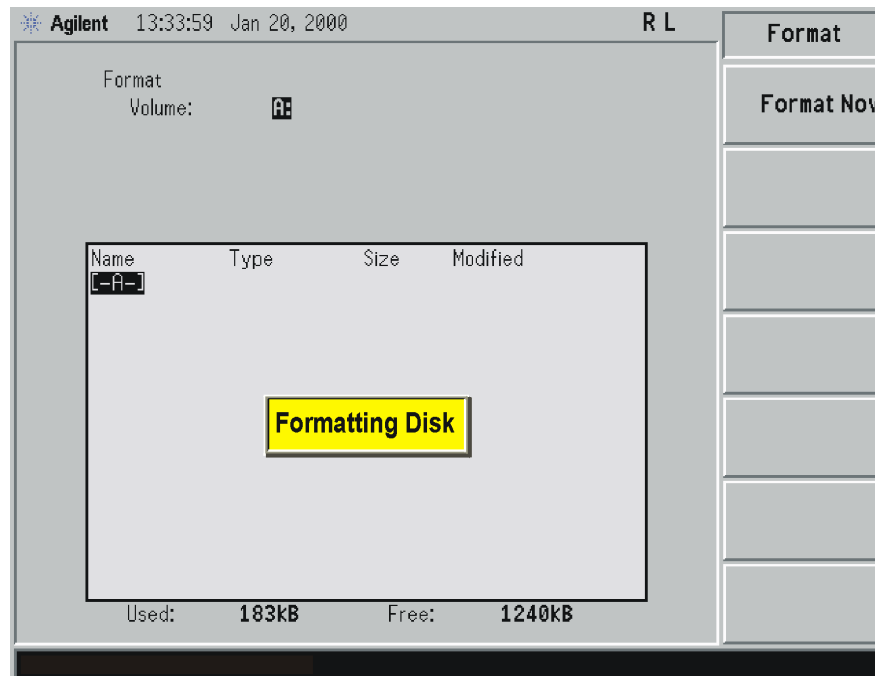 Agilent 13:33:59 Jan 20, 2000 R L
Format
Format
Volume: A:
Format Nov
Name Type Size Modified
[-A-]
Formatting Disk
Used: 183kB Free: 1240kB